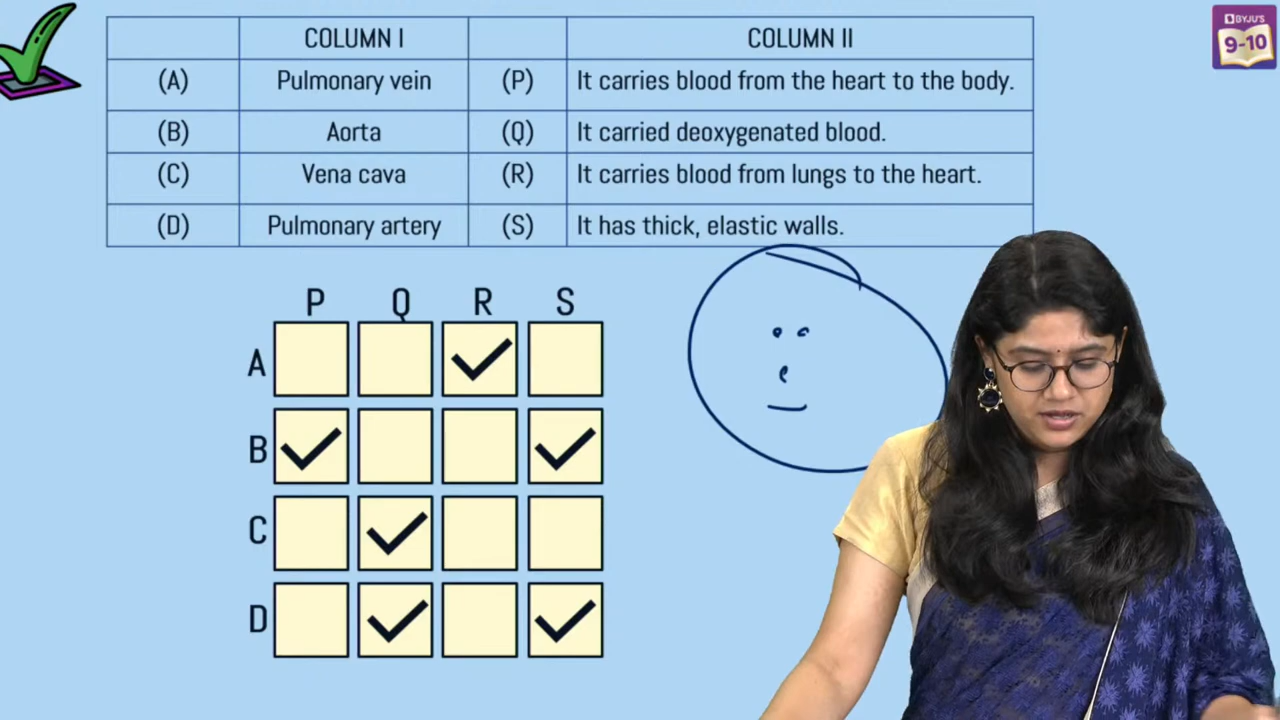 BYJU'S
9-10
COLUMN I COLUMN II
(A) Pulmonary vein (P) It carries blood from the heart to the body.
(B) Aorta (Q) It carried deoxygenated blood.
(C) Vena cava (R) It carries blood from lungs to the heart.
(D) Pulmonary artery (S) It has thick, elastic walls.
P Q R S
A
B
C
D